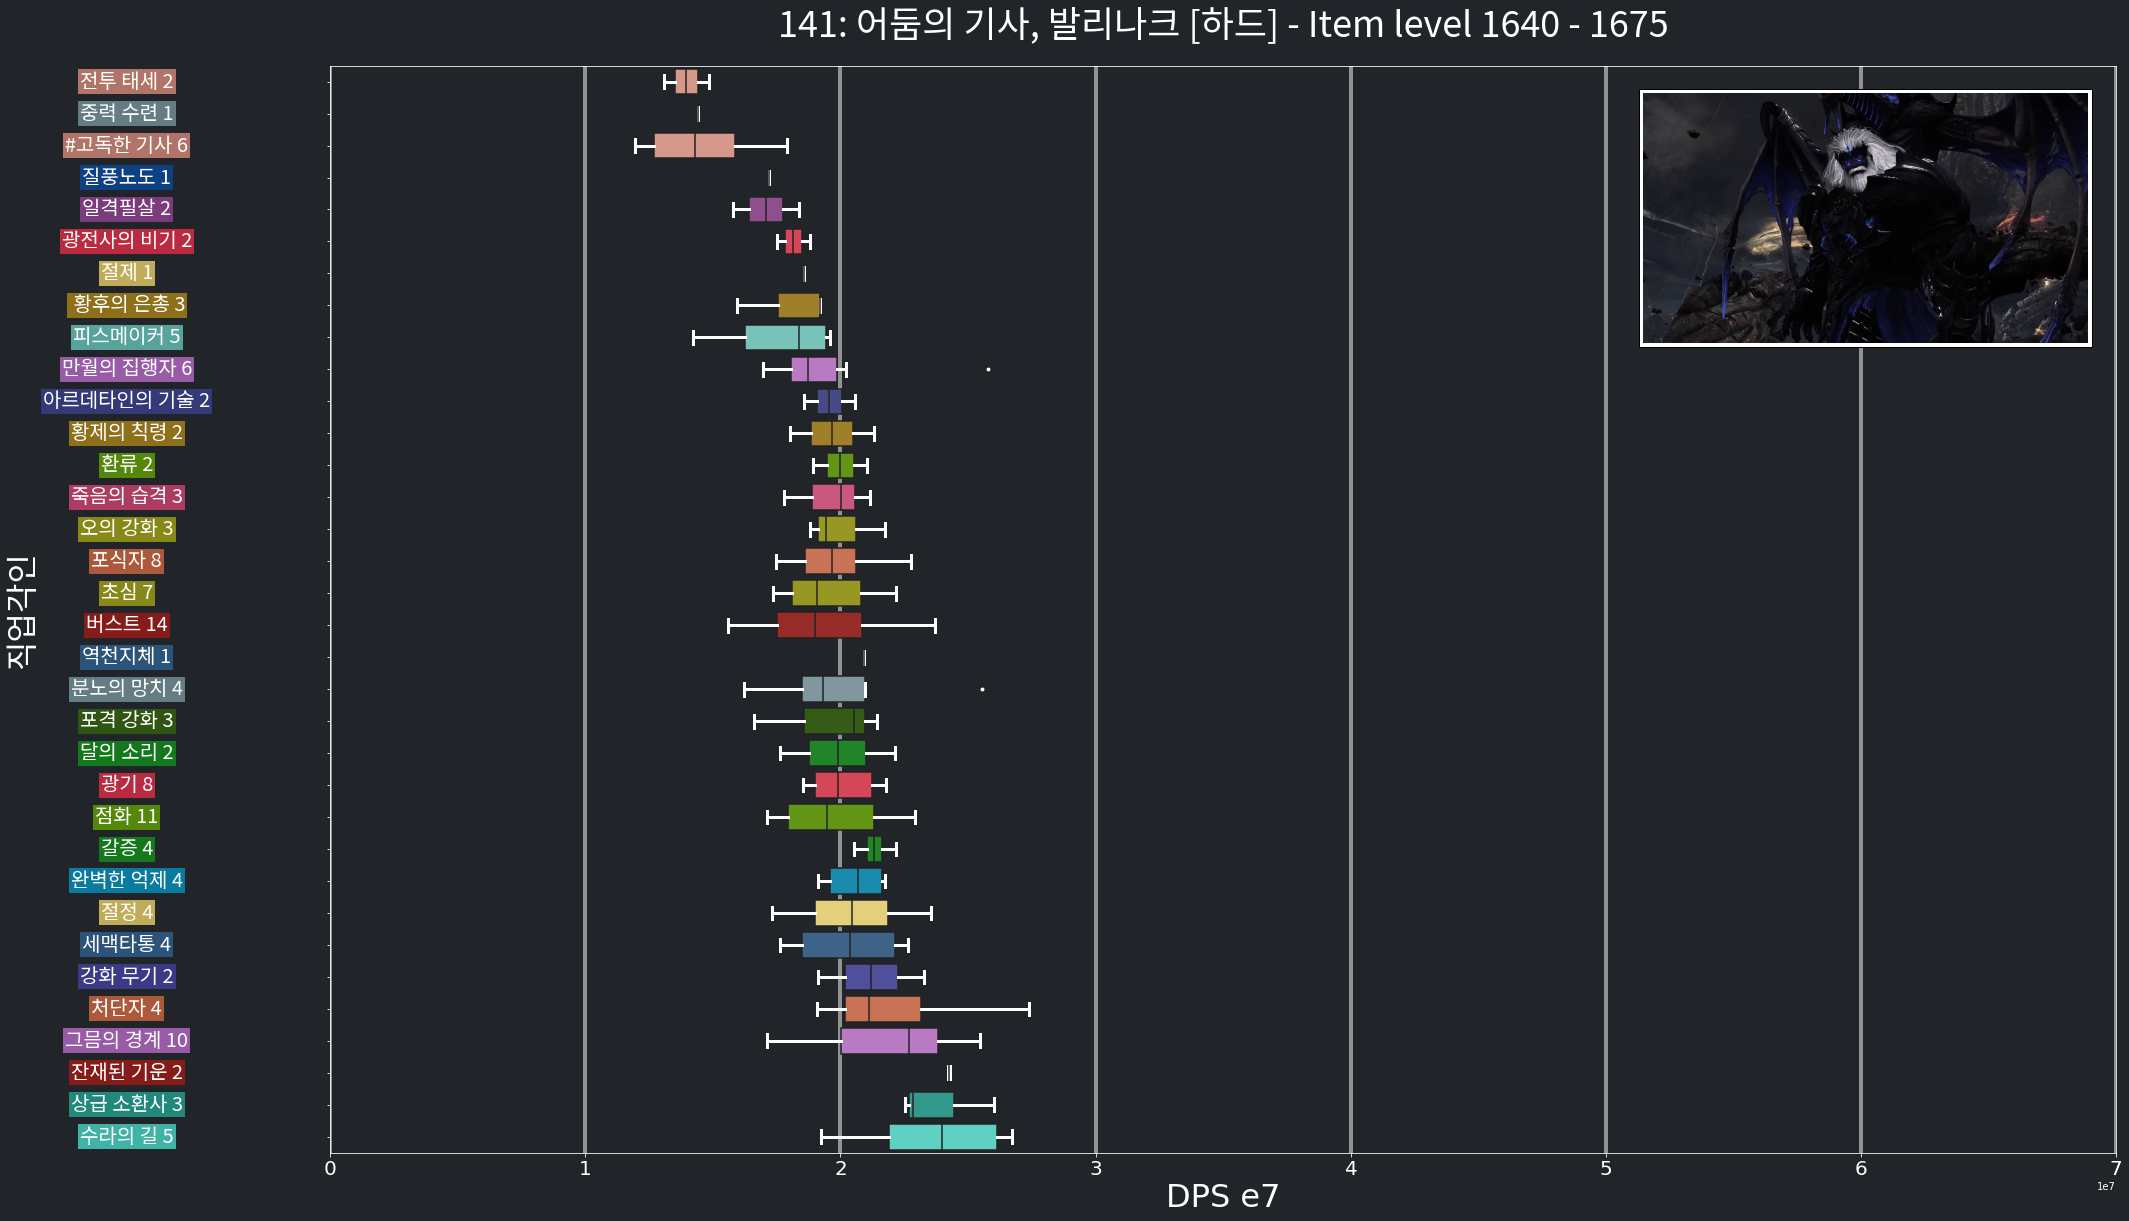 141: 어둠의 기사, 발리나크 [하드] - Item level 1640 - 1675
전투 태세 2
중력 수련 1
#고독한 기사 6
질풍노도 1
일격필살 2
광전사의 비기 2
절제 1
황후의 은총 3
피스메이커 5
만월의 집행자 6
아르데타인의 기술 2
황제의 칙령 2
환류 2
죽음의 습격 3
오의 강화 3
포식자 8
초심 7
버스트 14
역천지체 1
분노의 망치 4
포격 강화 3
달의 소리 2
광기 8
점화 11
갈증 4
완벽한 억제 4
절정 4
세맥타통 4
강화 무기 2
처단자 4
그믐의 경계 10
잔재된 기운 2
상급 소환사 3
수라의 길 5
직업각인
0 1 2 3 4 5 6 7
1e7
DPS e7